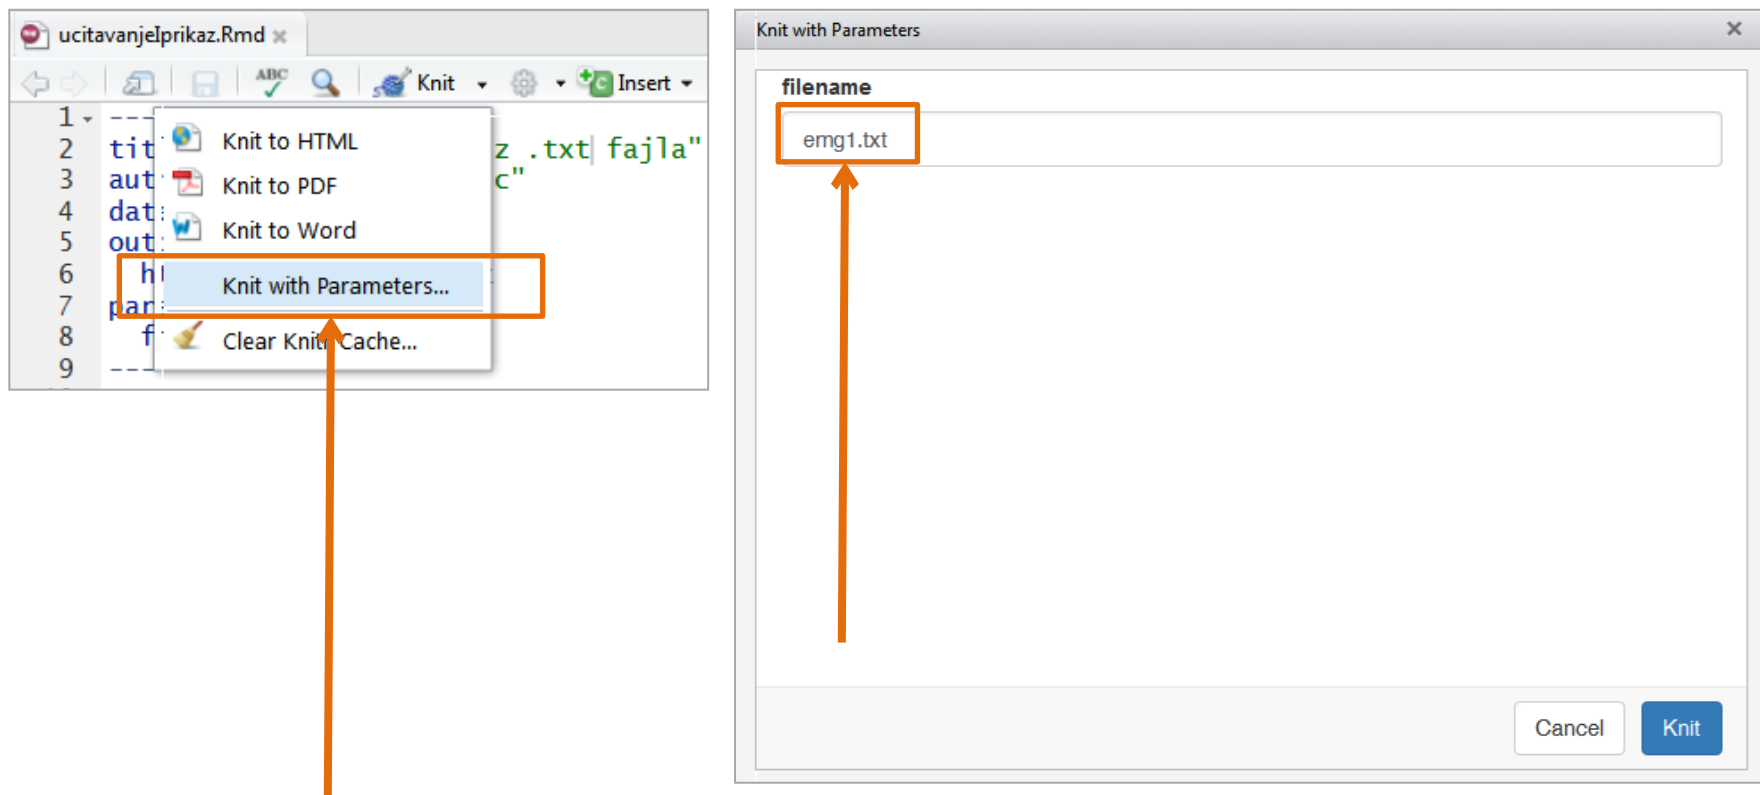 ucitavanjeIprikaz.Rmd
ABC Knit Insert
1 ---
2 tit z .txt fajla"
3 aut c"
4 dat
5 out
6 h
7 par
8 f
9 ---
Knit to HTML
Knit to PDF
Knit to Word
Knit with Parameters...
Clear Knitr Cache...
Knit with Parameters
filename
emg1.txt
Cancel Knit